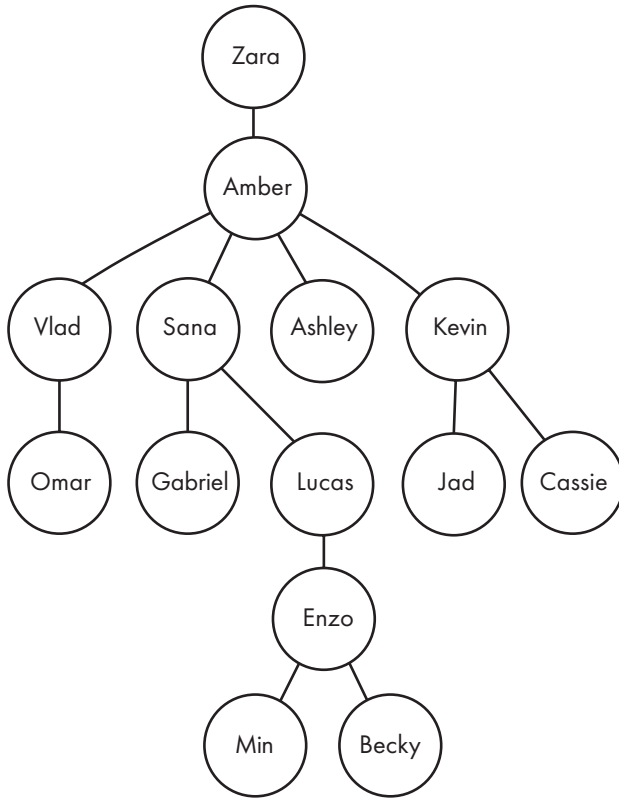 Zara
Amber
Vlad
Sana
Ashley
Kevin
Omar
Gabriel
Lucas
Jad
Cassie
Enzo
Min
Becky